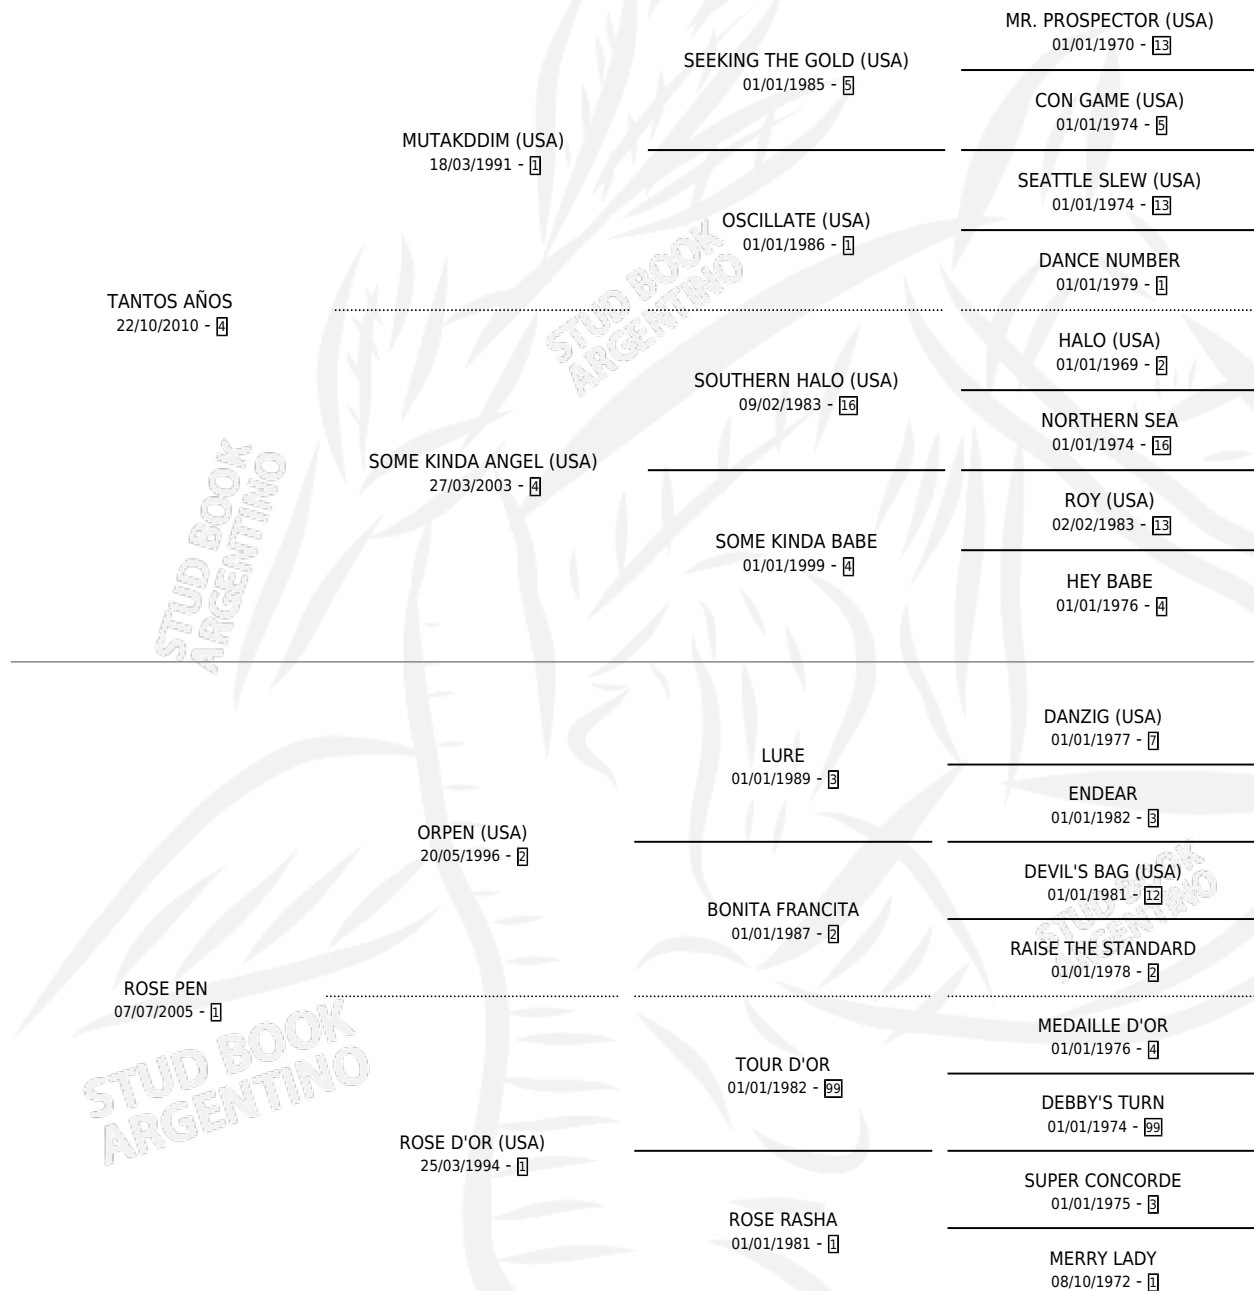 MR. PROSPECTOR (USA)
01/01/1970 - 13
SEEKING THE GOLD (USA)
01/01/1985 - 5
CON GAME (USA)
01/01/1974 - 5
MUTAKDDIM (USA)
18/03/1991 - 1
SEATTLE SLEW (USA)
01/01/1974 - 13
OSCILLATE (USA)
01/01/1986 - 1
DANCE NUMBER
01/01/1979 - 1
TANTOS AÑOS
22/10/2010 - 4
HALO (USA)
01/01/1969 - 2
SOUTHERN HALO (USA)
09/02/1983 - 16
NORTHERN SEA
01/01/1974 - 16
SOME KINDA ANGEL (USA)
27/03/2003 - 4
ROY (USA)
02/02/1983 - 13
SOME KINDA BABE
01/01/1999 - 4
HEY BABE
01/01/1976 - 4
DANZIG (USA)
01/01/1977 - 7
LURE
01/01/1989 - 3
ENDEAR
01/01/1982 - 3
ORPEN (USA)
20/05/1996 - 2
DEVIL'S BAG (USA)
01/01/1981 - 12
BONITA FRANCITA
01/01/1987 - 2
RAISE THE STANDARD
01/01/1978 - 2
ROSE PEN
07/07/2005 - 1
MEDAILLE D'OR
01/01/1976 - 4
TOUR D'OR
01/01/1982 - 99
DEBBY'S TURN
01/01/1974 - 99
ROSE D'OR (USA)
25/03/1994 - 1
SUPER CONCORDE
01/01/1975 - 3
ROSE RASHA
01/01/1981 - 1
MERRY LADY
08/10/1972 - 1
STUD BOOK
ARGENTINO
STUD BOOK
ARGENTINO
STUD BOOK
ARGENTINO
STUD BOOK
ARGENTINO